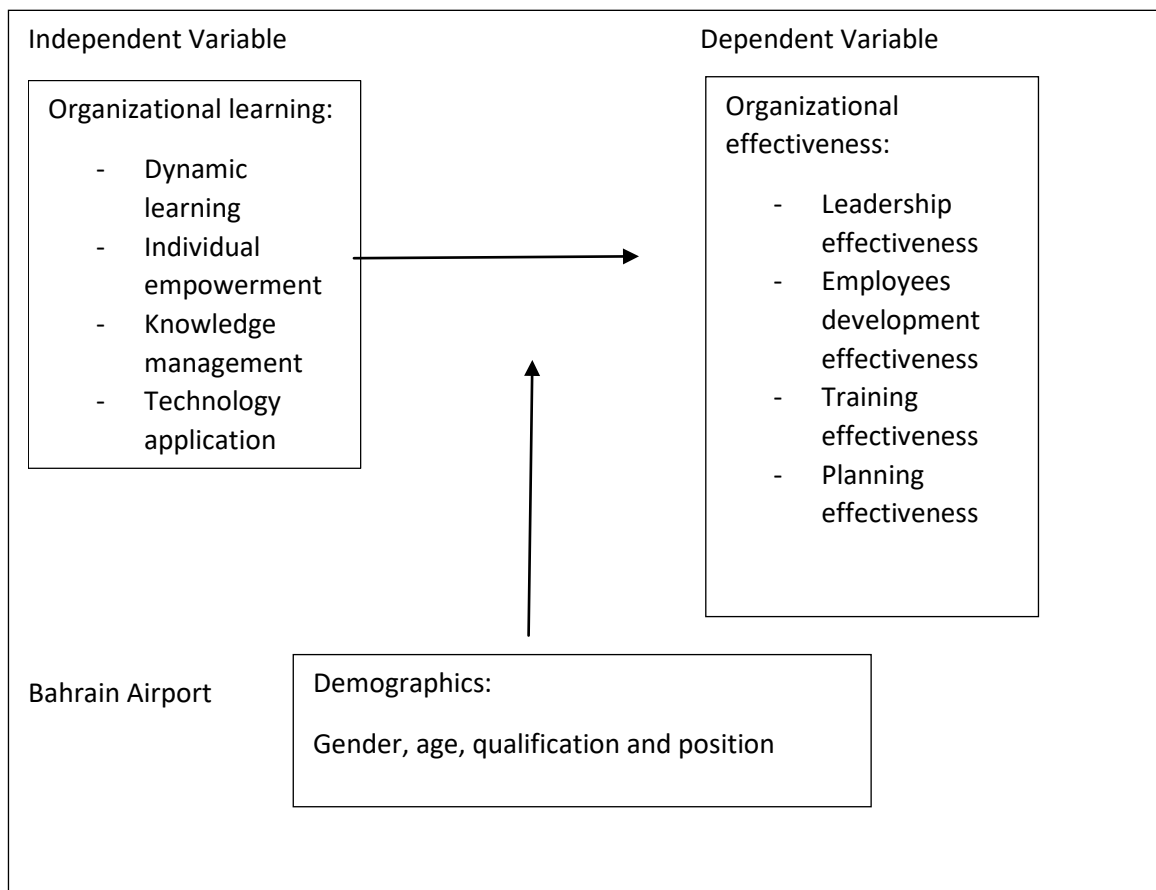 Independent Variable
Dependent Variable
Organizational learning:
- Dynamic
learning
- Individual
empowerment
- Knowledge
management
- Technology
application
Organizational
effectiveness:
- Leadership
effectiveness
- Employees
development
effectiveness
- Training
effectiveness
- Planning
effectiveness
Bahrain Airport
Demographics:
Gender, age, qualification and position